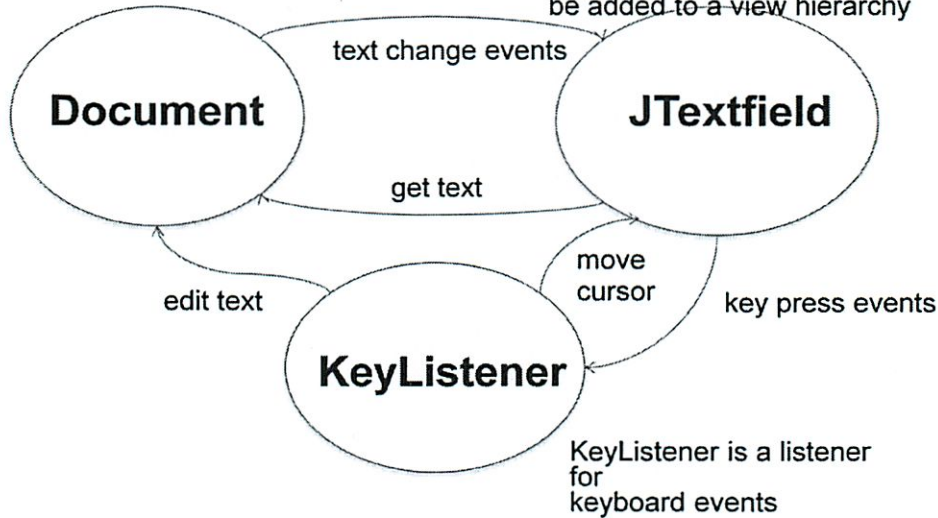 be added to a view hierarchy
text change events
Document
JTextfield
get text
move
cursor
edit text
key press events
KeyListener
KeyListener is a listener
for
keyboard events